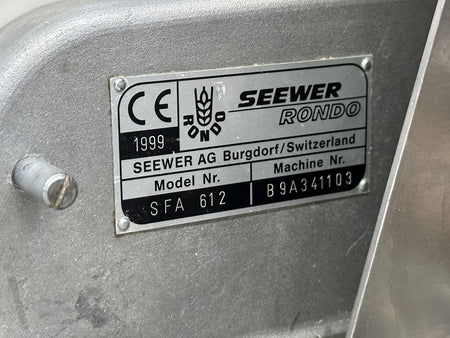 CE
1999
RONDO
SEEWER
RONDO
SEEWER AG Burgdorf/Switzerland
Model Nr. Machine Nr.
SFA 612 B9A341103